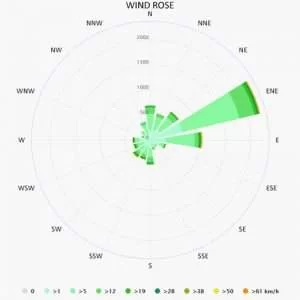 WIND ROSE
N
NNW
NNE
NW
NE
2000
1500
WNW
ENE
1000
500
W
E
WSW
ESE
SW
SE
SSW
SSE
S
0 >1 >5 >12 >19 >28 >38 >50 >61 km/h